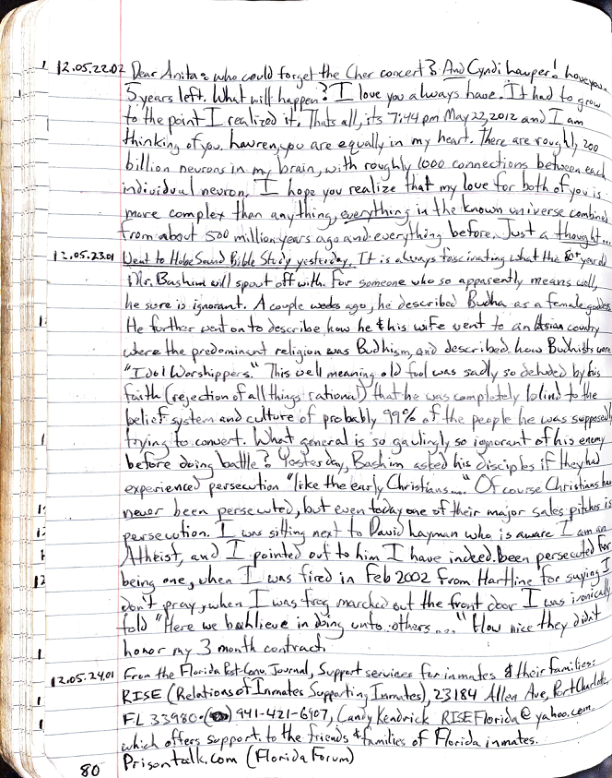 12.05.2202 Dear Anita: who could forget the Cher concert? And Cyndi Lauper! have you
5 years left. What will happen? I love you always have. It had to grow
to the point I realized it. Thats all, its 7:44 pm May 22, 2012 and I am
thinking of you. Lauren, you are equally in my heart. There are roughly 200
billion neurons in my brain, with roughly 1000 connections between each
individual neuron. I hope you realize that my love for both of you is
more complex than anything, everything in the known universe combined
from about 500 million years ago and everything before. Just a thought
12.05.2301 Went to Hobe Sound Bible Study yesterday. It is always fascinating what the 80+ year old
Mr. Bashim will spout off with. For someone who so apparently means well,
he sure is ignorant. A couple weeks ago, he described Budha as a female goddess.
He further went on to describe how he & his wife went to an Asian country
where the predominant religion was Budhism, and described how Budhists were
"Idol Worshippers." This well meaning old fool was sadly so deluded by his
faith (rejection of all things rational) that he was completely blind to the
belief system and culture of probably 99% of the people he was supposedly
trying to convert. What general is so gaulingly so ignorant of his enemy
before doing battle? Yesterday, Bashim asked his disciples if they had
experienced persecution "like the early Christians..." Of course Christians have
never been persecuted, but even today one of their major sales pitches is
persecution. I was sitting next to David Layman who is aware I am an
Atheist, and I pointed out to him I have indeed been persecuted for
being one, when I was fired in Feb 2002 from Hartline for saying I
don't pray, when I was frog marched out the front door I was ironically
told "Here we believe in doing unto others...." How nice they didn't
honor my 3 month contract.
12.05.2401 From the Florida Post-Conv. Journal, Support services for inmates & their families:
RISE (Relations of Inmates Supporting Inmates), 23184 Allen Ave, Port Charlotte
FL 33980 941-421-6907, Candy Kendrick RISEFlorida@yahoo.com
which offers support to the friends & families of Florida inmates.
80 Prisontalk.com (Florida Forum)